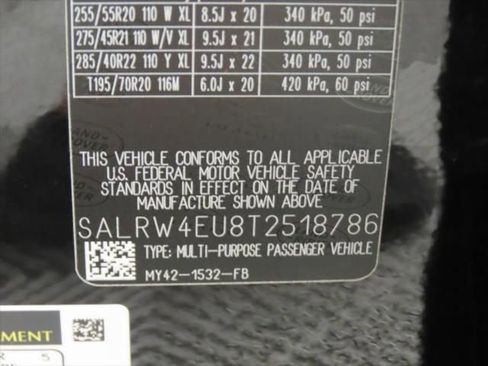 255/55R20 110 W XL 8.5J x 20 340 kPa, 50 psi
275/45R21 110 W/V XL 9.5J x 21 340 kPa, 50 psi
285/40R22 110 Y XL 9.5J x 22 340 kPa, 50 psi
T195/70R20 116M 6.0J x 20 420 kPa, 60 psi
THIS VEHICLE CONFORMS TO ALL APPLICABLE
U.S. FEDERAL MOTOR VEHICLE SAFETY
STANDARDS IN EFFECT ON THE DATE OF
MANUFACTURE SHOWN ABOVE
SALRW4EU8T2518786
TYPE: MULTI-PURPOSE PASSENGER VEHICLE
MY42-1532-FB
EMENT
R 5